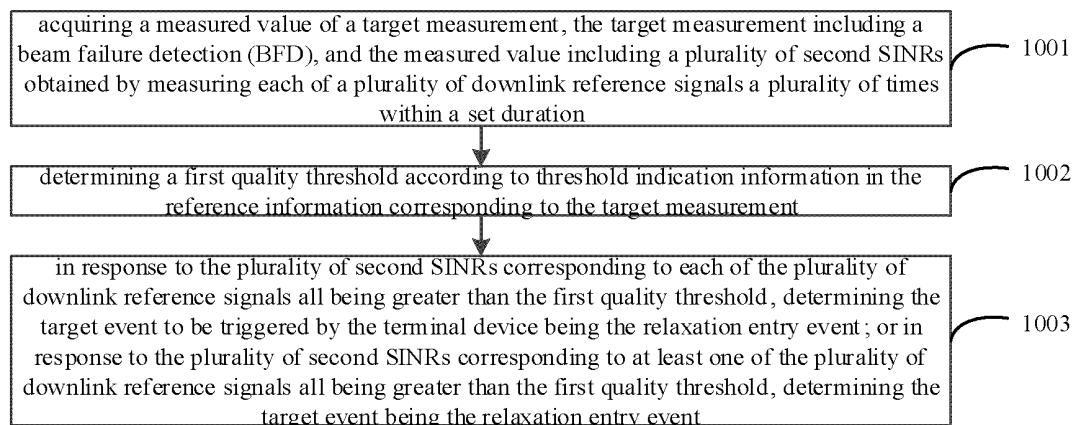 acquiring a measured value of a target measurement, the target measurement including a
beam failure detection (BFD), and the measured value including a plurality of second SINRs
obtained by measuring each of a plurality of downlink reference signals a plurality of times
within a set duration
1001
determining a first quality threshold according to threshold indication information in the
reference information corresponding to the target measurement
1002
in response to the plurality of second SINRs corresponding to each of the plurality of
downlink reference signals all being greater than the first quality threshold, determining the
target event to be triggered by the terminal device being the relaxation entry event; or in
response to the plurality of second SINRs corresponding to at least one of the plurality of
downlink reference signals all being greater than the first quality threshold, determining the
target event being the relaxation entry event
1003